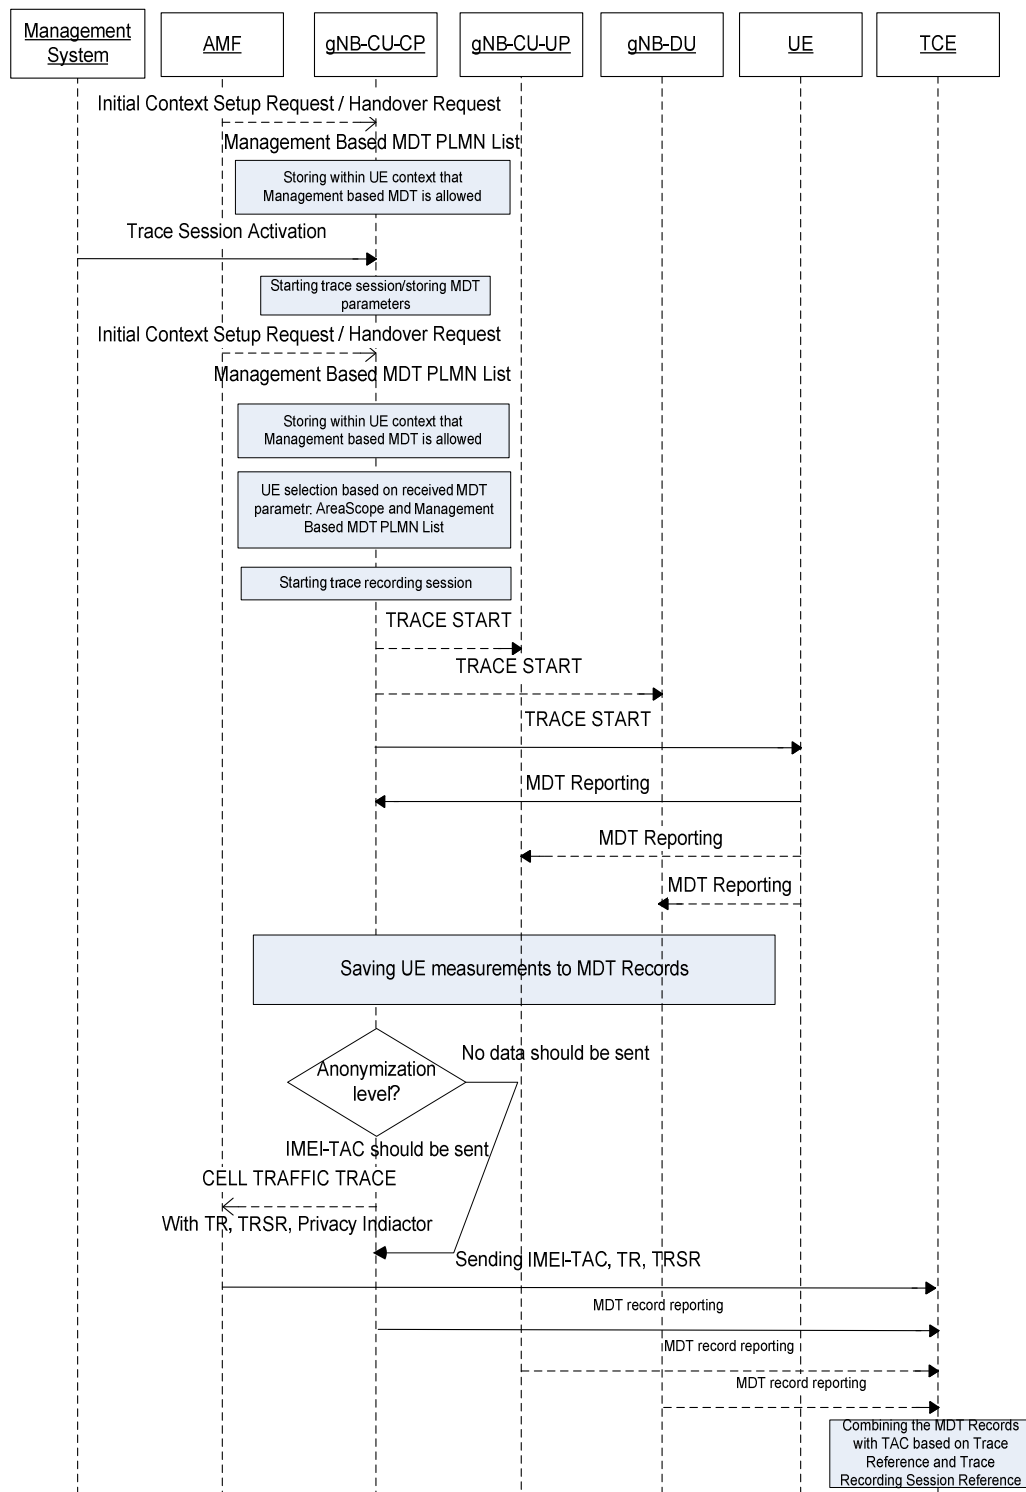 Management
System
AMF
gNB-CU-CP
gNB-CU-UP
gNB-DU
UE
TCE
Initial Context Setup Request / Handover Request
Management Based MDT PLMN List
Storing within UE context that
Management based MDT is allowed
Trace Session Activation
Starting trace session/storing MDT
parameters
Initial Context Setup Request / Handover Request
Management Based MDT PLMN List
Storing within UE context that
Management based MDT is allowed
UE selection based on received MDT
parametr: AreaScope and Management
Based MDT PLMN List
Starting trace recording session
TRACE START
TRACE START
TRACE START
MDT Reporting
MDT Reporting
MDT Reporting
Saving UE measurements to MDT Records
No data should be sent
Anonymization
level?
IMEI-TAC should be sent
CELL TRAFFIC TRACE
With TR, TRSR, Privacy Indiactor
Sending IMEI-TAC, TR, TRSR
MDT record reporting
MDT record reporting
MDT record reporting
Combining the MDT Records
with TAC based on Trace
Reference and Trace
Recording Session Reference